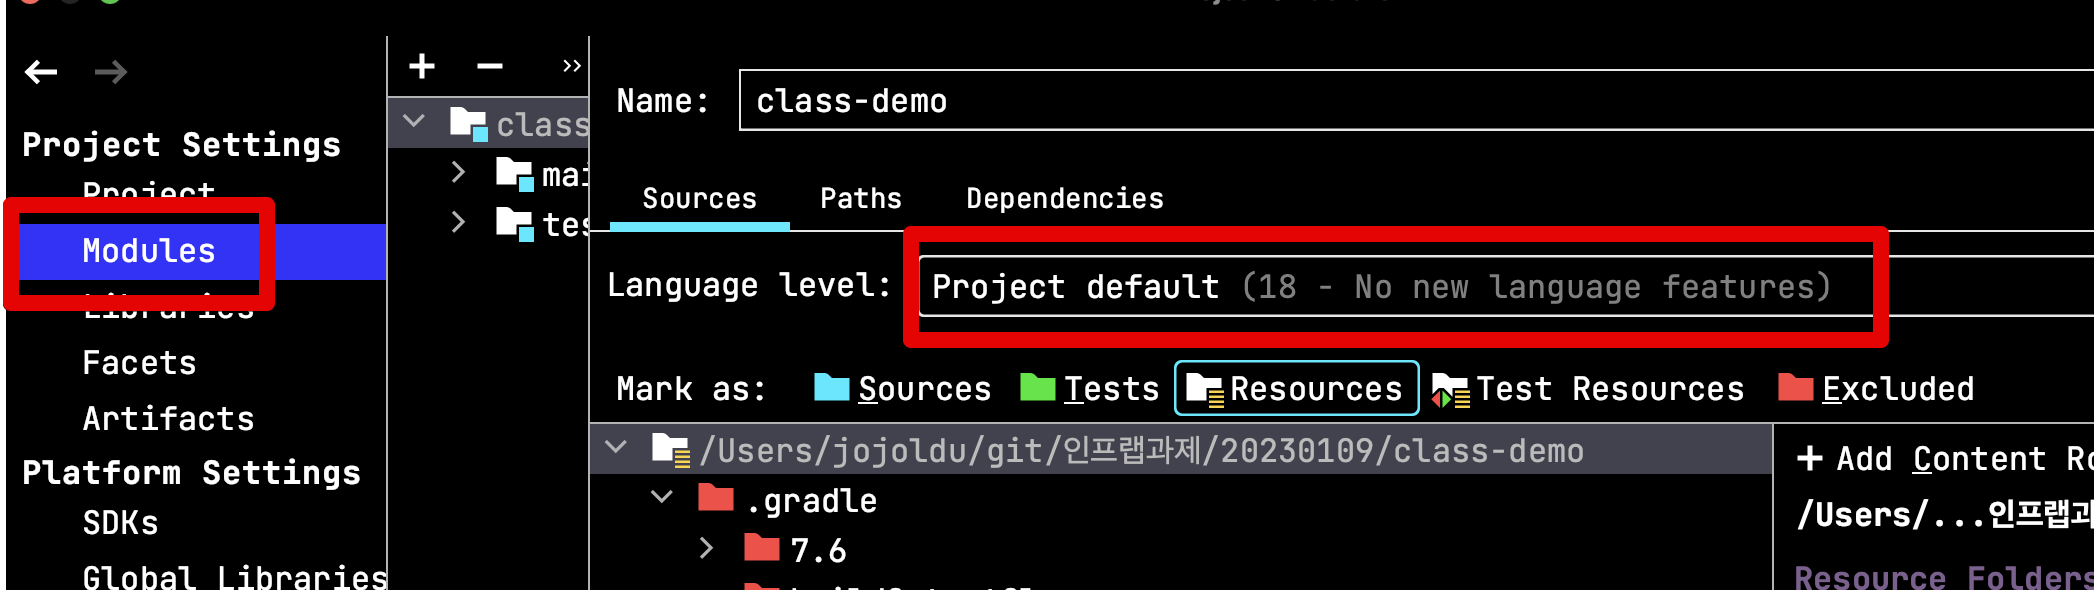 Project Settings
Project
Modules
Libraries
Facets
Artifacts
Platform Settings
SDKs
Global Libraries
class
mai
tes
Name: class-demo
Sources Paths Dependencies
Language level: Project default (18 - No new language features)
Mark as: Sources Tests Resources Test Resources Excluded
/Users/jojoldu/git/인프랩과제/20230109/class-demo
.gradle
7.6
+ Add Content Ro
/Users/...인프랩과
Resource Folders